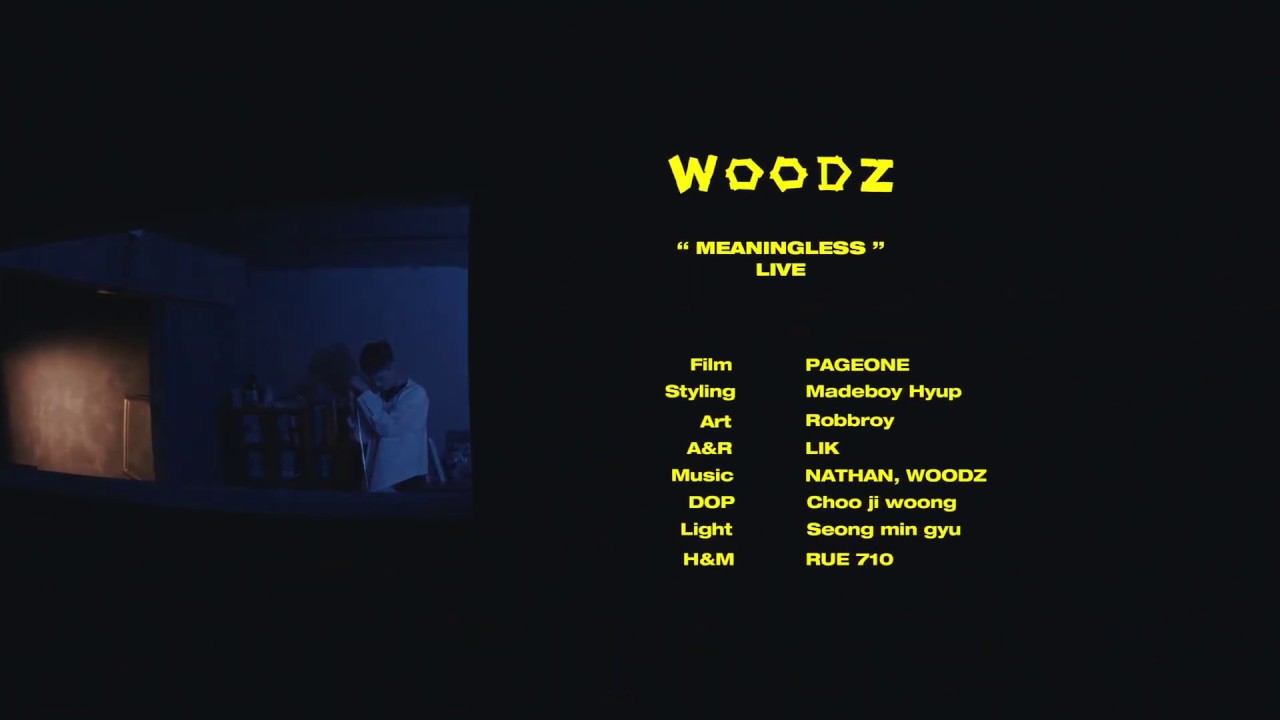 WOODZ
“ MEANINGLESS ”
LIVE
Film PAGEONE
Styling Madeboy Hyup
Art Robbroy
A&R LIK
Music NATHAN, WOODZ
DOP Choo ji woong
Light Seong min gyu
H&M RUE 710